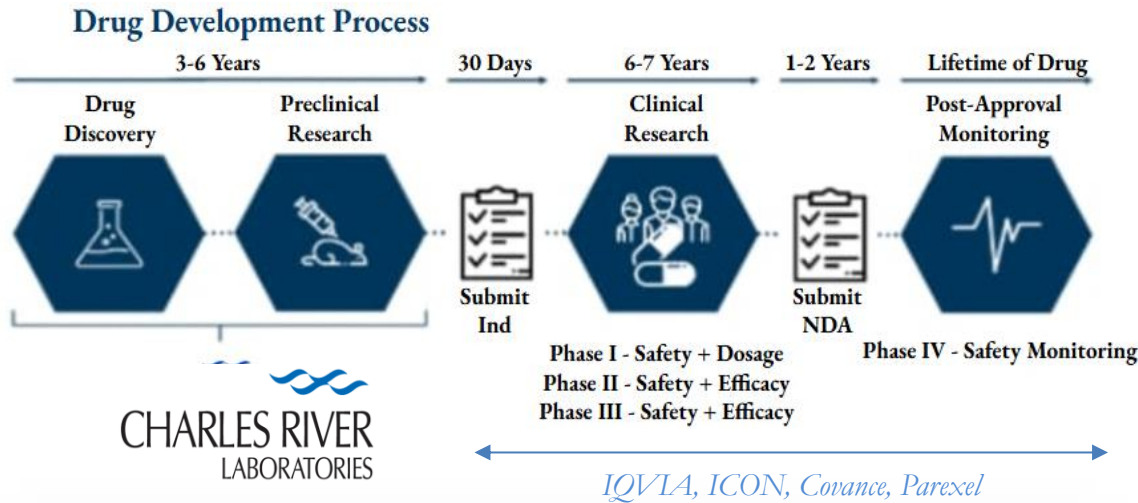 Drug Development Process
3-6 Years
30 Days
6-7 Years
1-2 Years
Lifetime of Drug
Drug
Discovery
Preclinical
Research
Clinical
Research
Post-Approval
Monitoring
Submit
Ind
Submit
NDA
Phase I - Safety + Dosage
Phase II - Safety + Efficacy
Phase III - Safety + Efficacy
Phase IV - Safety Monitoring
CHARLES RIVER
LABORATORIES
IQVIA, ICON, Covance, Parexel